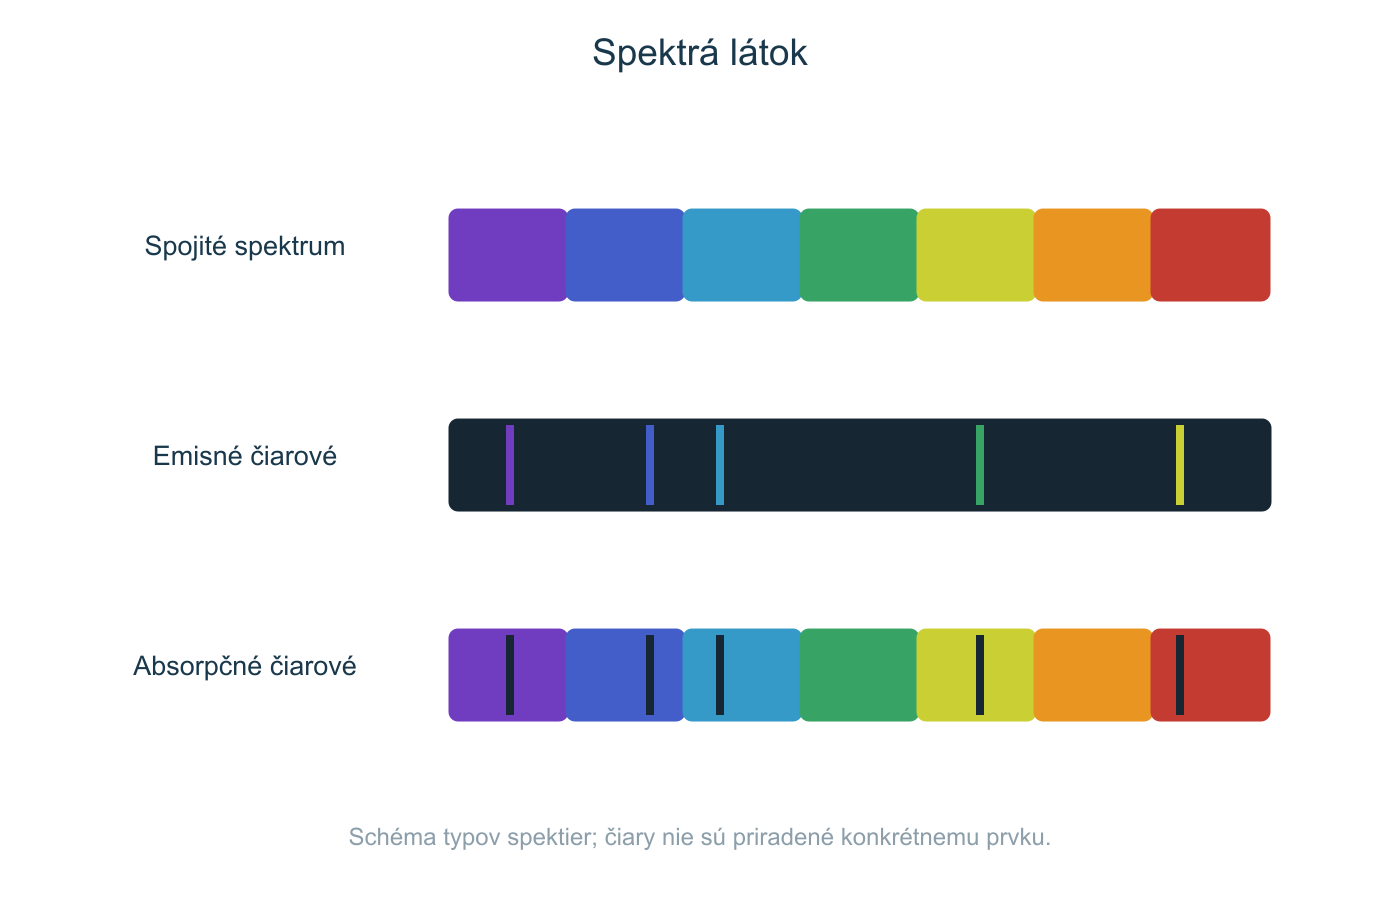 Spektrá látok
Spojité spektrum
Emisné čiarové
Absorpčné čiarové
Schéma typov spektier; čiary nie sú priradené konkrétnemu prvku.